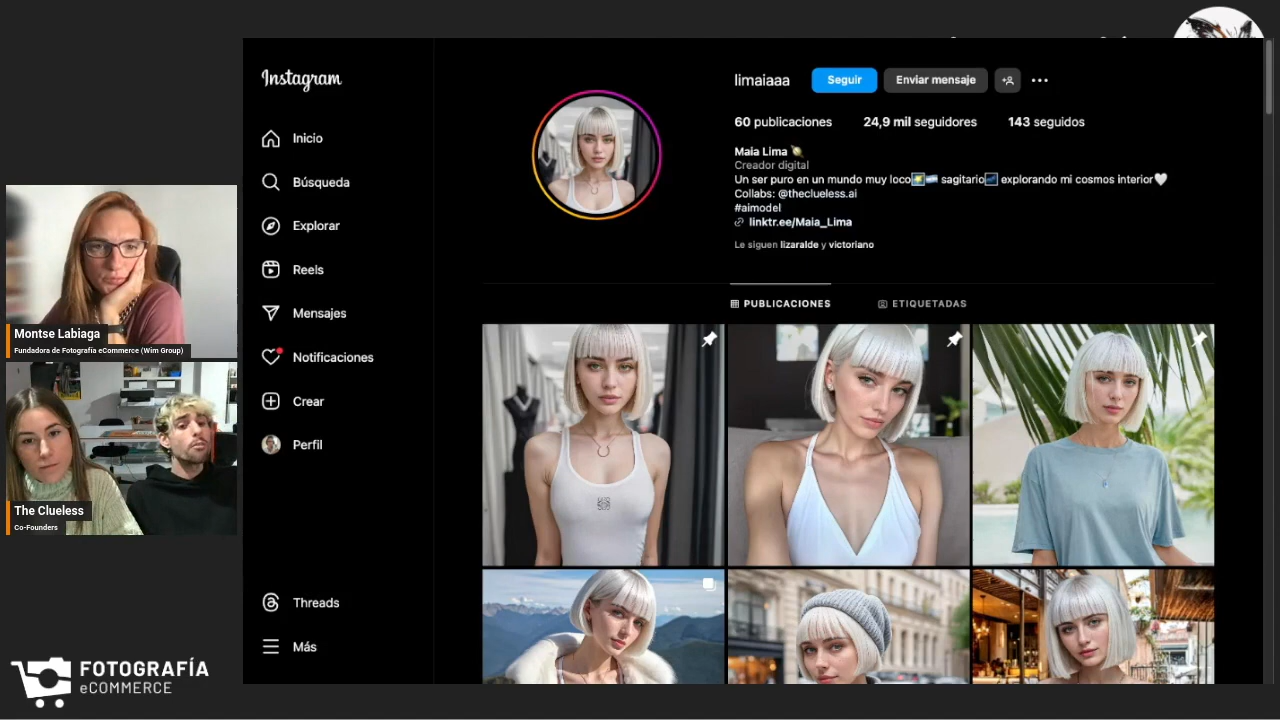 Instagram
Inicio
Búsqueda
Explorar
Reels
Mensajes
Notificaciones
Crear
Perfil
Threads
Más
limaiaaa
Seguir
Enviar mensaje
60 publicaciones
24,9 mil seguidores
143 seguidos
Maia Lima
Creador digital
Un ser puro en un mundo muy loco sagitario explorando mi cosmos interior
Collabs: @theclueless.ai
#aimodel
linktr.ee/Maia_Lima
Le siguen lizaralde y victoriano
PUBLICACIONES
ETIQUETADAS
Montse Labiaga
Fundadora de Fotografía eCommerce (Wim Group)
The Clueless
Co-Founders
FOTOGRAFÍA
eCOMMERCE